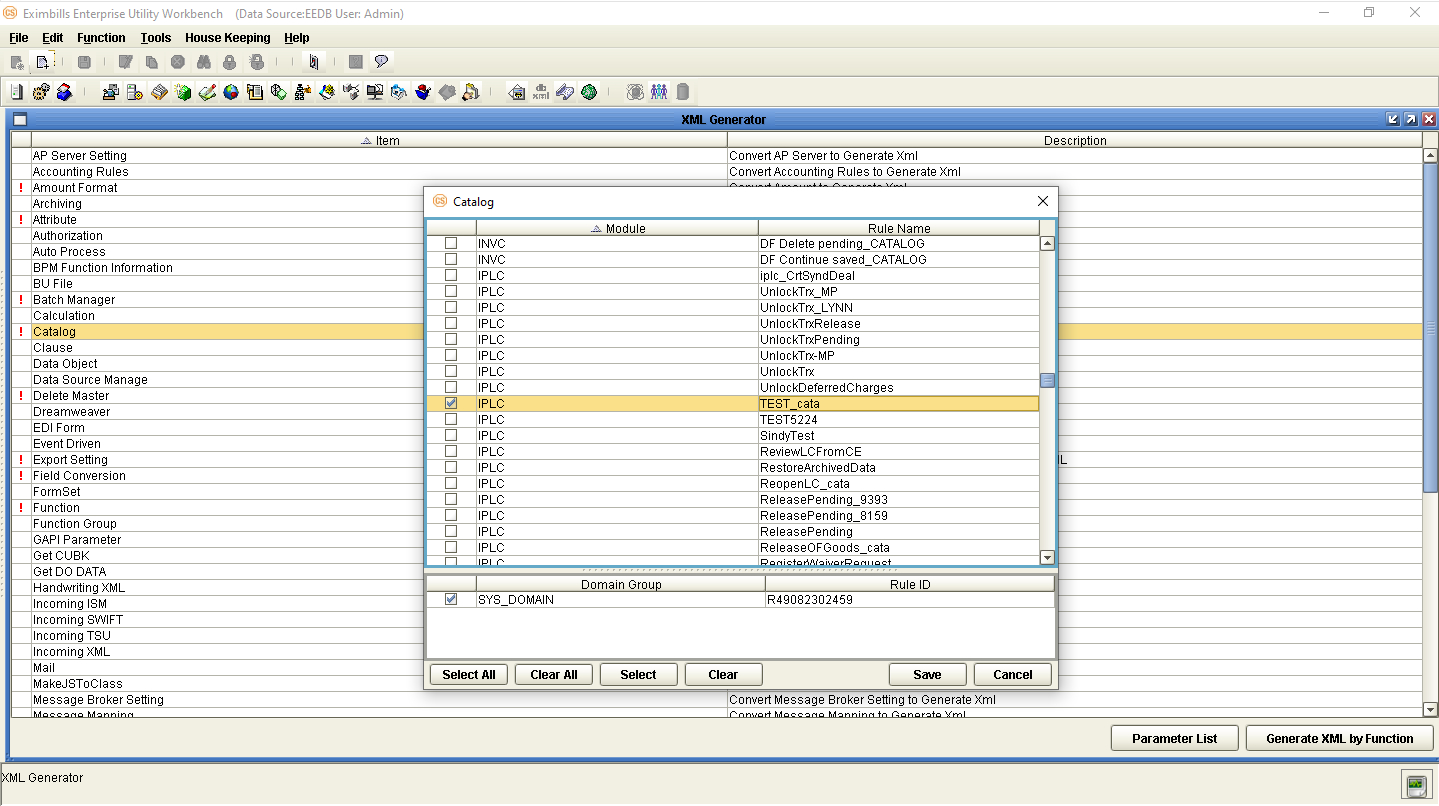 Eximbills Enterprise Utility Workbench (Data Source:EEDB User: Admin)
File Edit Function Tools House Keeping Help
XML Generator
Item Description
AP Server Setting Convert AP Server to Generate Xml
Accounting Rules Convert Accounting Rules to Generate Xml
! Amount Format Convert Amount to Generate Xml
Archiving
! Attribute
Authorization
Auto Process
BPM Function Information
BU File
! Batch Manager
Calculation
! Catalog
Clause
Data Object
Data Source Manage
! Delete Master
Dreamweaver
EDI Form
Event Driven
! Export Setting
! Field Conversion
FormSet
! Function
Function Group
GAPI Parameter
Get CUBK
Get DO DATA
Handwriting XML
Incoming ISM
Incoming SWIFT
Incoming TSU
Incoming XML
Mail
MakeJSToClass
Message Broker Setting Convert Message Broker Setting to Generate Xml
Message Mapping Convert Message Mapping to Generate Xml
CS Catalog
Module Rule Name
INVC DF Delete pending_CATALOG
INVC DF Continue saved_CATALOG
IPLC iplc_CrtSyndDeal
IPLC UnlockTrx_MP
IPLC UnlockTrx_LYNN
IPLC UnlockTrxRelease
IPLC UnlockTrxPending
IPLC UnlockTrx-MP
IPLC UnlockTrx
IPLC UnlockDeferredCharges
IPLC TEST_cata
IPLC TEST5224
IPLC SindyTest
IPLC ReviewLCFromCE
IPLC RestoreArchivedData
IPLC ReopenLC_cata
IPLC ReleasePending_9393
IPLC ReleasePending_8159
IPLC ReleasePending
IPLC ReleaseOFGoods_cata
IPLC RegisterWaiverRequest
Domain Group Rule ID
SYS_DOMAIN R49082302459
Select All Clear All Select Clear Save Cancel
Parameter List Generate XML by Function
XML Generator